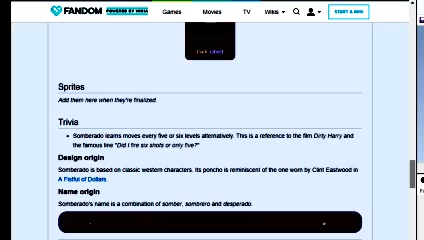 FANDOM POWERED BY WIKIA Games Movies TV Wikis START A WIKI
Dark Ghost
Sprites
Add them here when they're finalized.
Trivia
Somberado learns moves every five or six levels alternatively. This is a reference to the film Dirty Harry and
the famous line "Did I fire six shots or only five?"
Design origin
Somberado is based on classic western characters. Its poncho is reminiscent of the one worn by Clint Eastwood in
A Fistful of Dollars.
Name origin
Somberado's name is a combination of somber, sombrero and desperado.